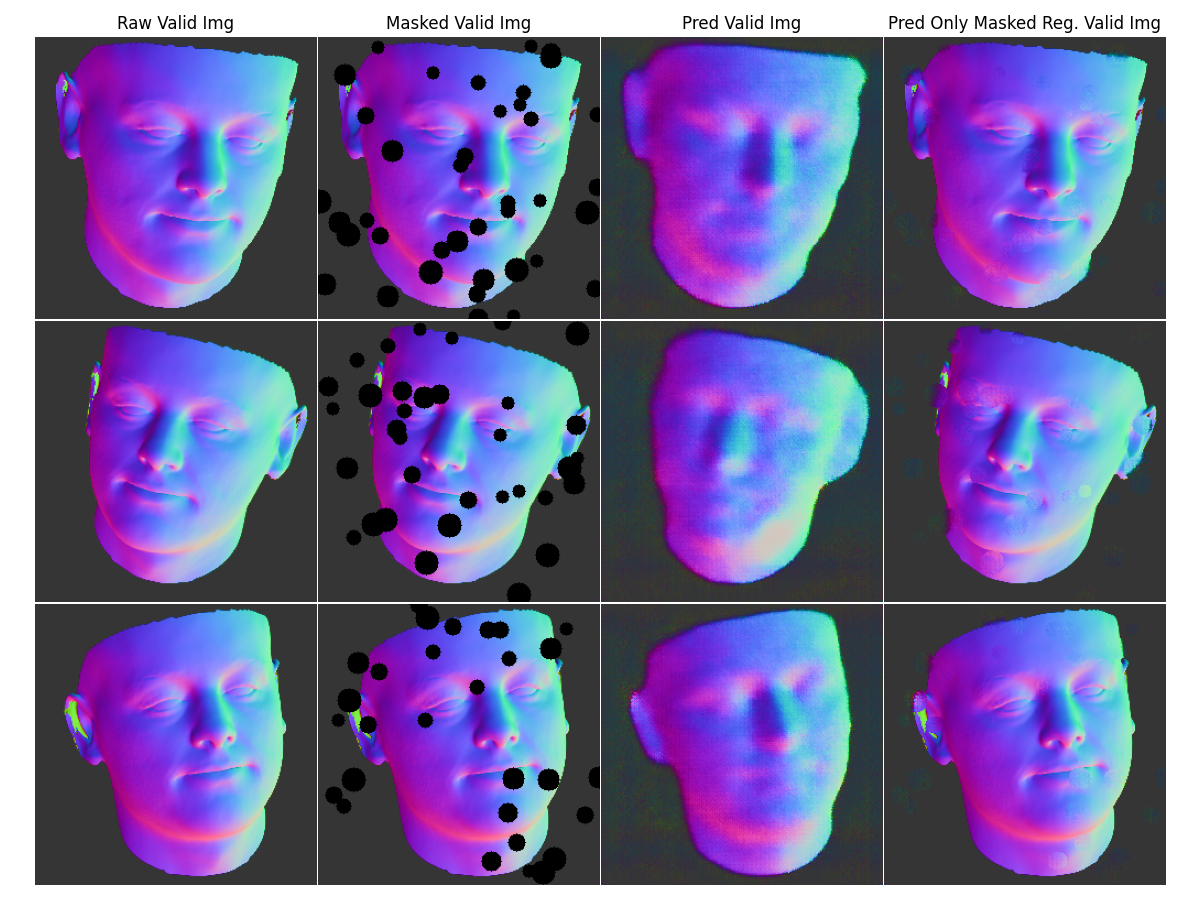 Raw Valid Img
Masked Valid Img
Pred Valid Img
Pred Only Masked Reg. Valid Img